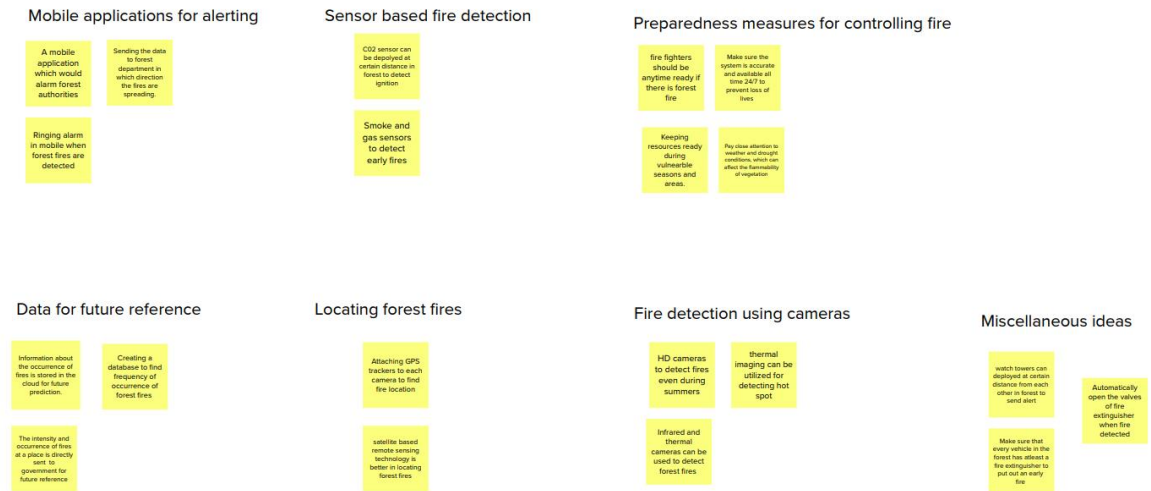 Mobile applications for alerting
A mobile
application
which would
alarm forest
authorities
Sending the data
to forest
department in
which direction
the fires are
spreading.
Ringing alarm
in mobile when
forest fires are
detected
Sensor based fire detection
C02 sensor can
be depolyed at
certain distance in
forest to detect
ignition
Smoke and
gas sensors
to detect
early fires
Preparedness measures for controlling fire
fire fighters
should be
anytime ready if
there is forest
fire
Make sure the
system is accurate
and available all
time 24/7 to
prevent loss of
lives
Keeping
resources ready
during
vulnearble
seasons and
areas.
Pay close attention to
weather and drought
conditions, which can
affect the flammability
of vegetation
Data for future reference
Information about
the occurrence of
fires is stored in the
cloud for future
prediction.
Creating a
database to find
frequency of
occurrence of
forest fires
The intensity and
occurrence of fires
at a place is directly
sent to
government for
future reference
Locating forest fires
Attaching GPS
trackers to each
camera to find
fire location
satellite based
remote sensing
technology is
better in locating
forest fires
Fire detection using cameras
HD cameras
to detect fires
even during
summers
thermal
imaging can be
utilized for
detecting hot
spot
Infrared and
thermal
cameras can be
used to detect
forest fires
Miscellaneous ideas
watch towers can
deployed at certain
distance from each
other in forest to
send alert
Automatically
open the valves
of fire
extinguisher
when fire
detected
Make sure that
every vehicle in the
forest has atleast a
fire extinguisher to
put out an early
fire